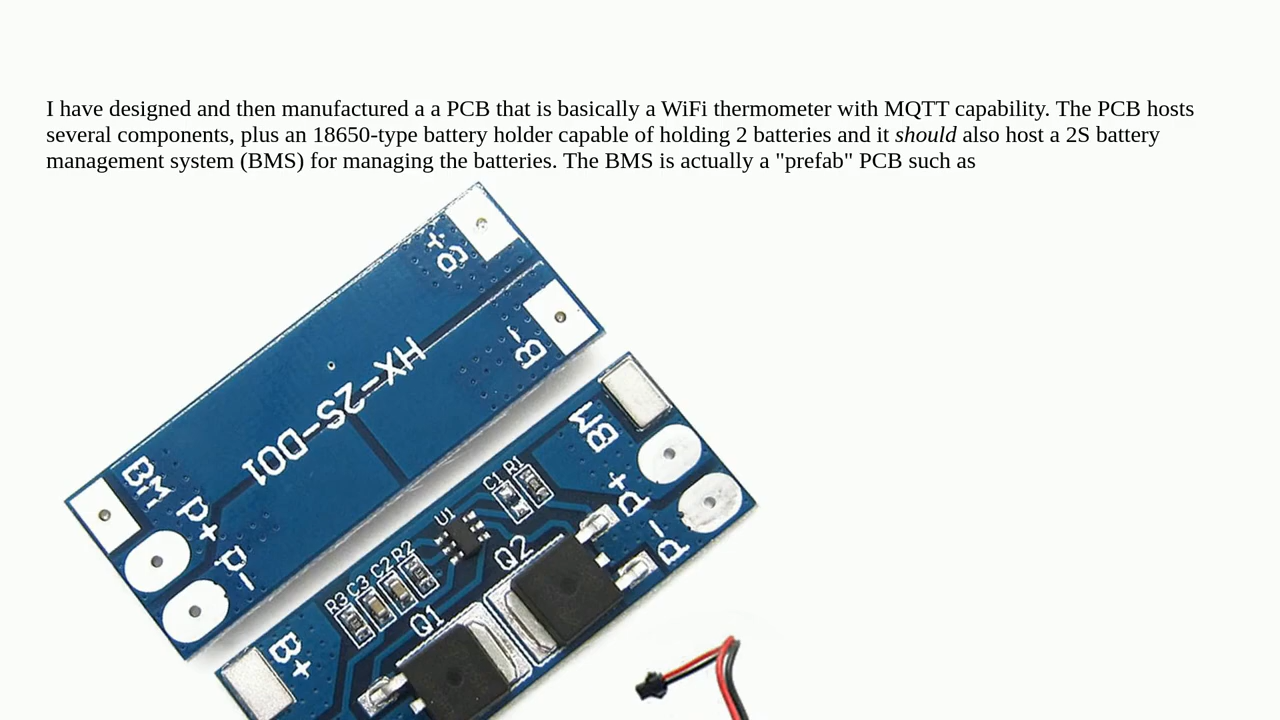 I have designed and then manufactured a a PCB that is basically a WiFi thermometer with MQTT capability. The PCB hosts
several components, plus an 18650-type battery holder capable of holding 2 batteries and it should also host a 2S battery
management system (BMS) for managing the batteries. The BMS is actually a "prefab" PCB such as
B+
B-
HX-2S-D01
BM
P+
P-
BM
P+
P-
C1
R1
U1
Q2
R3
C3
C2
R2
Q1
B+